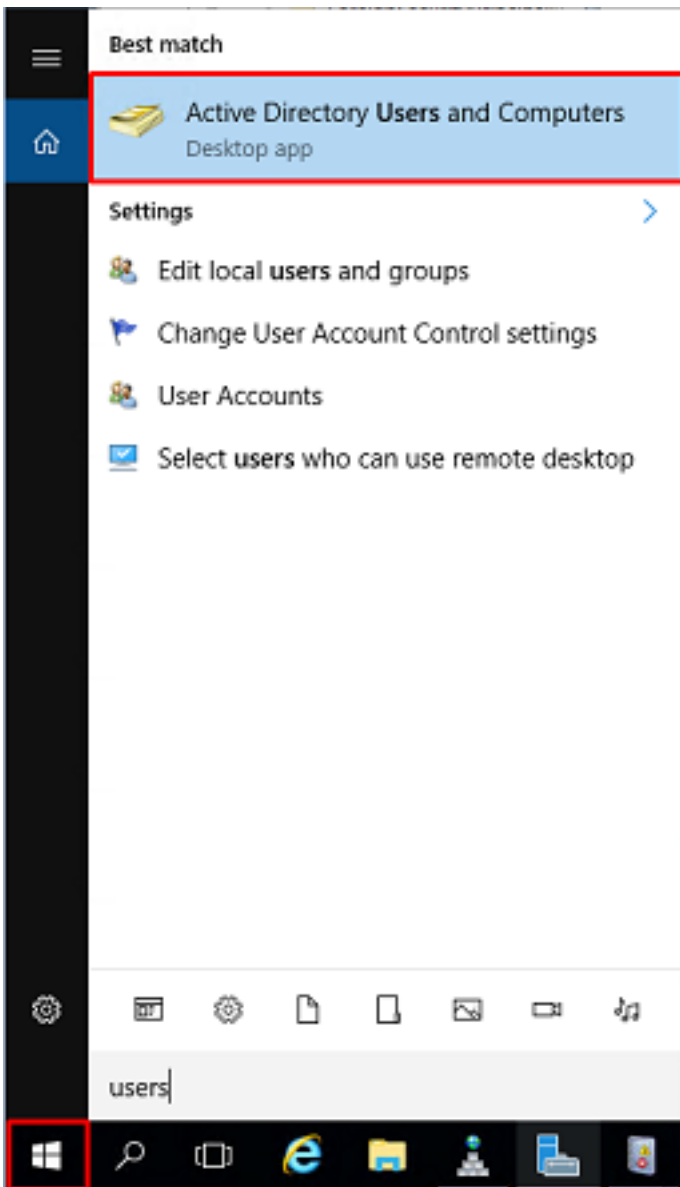 Best match
Active Directory Users and Computers
Desktop app
Settings
Edit local users and groups
Change User Account Control settings
User Accounts
Select users who can use remote desktop
users